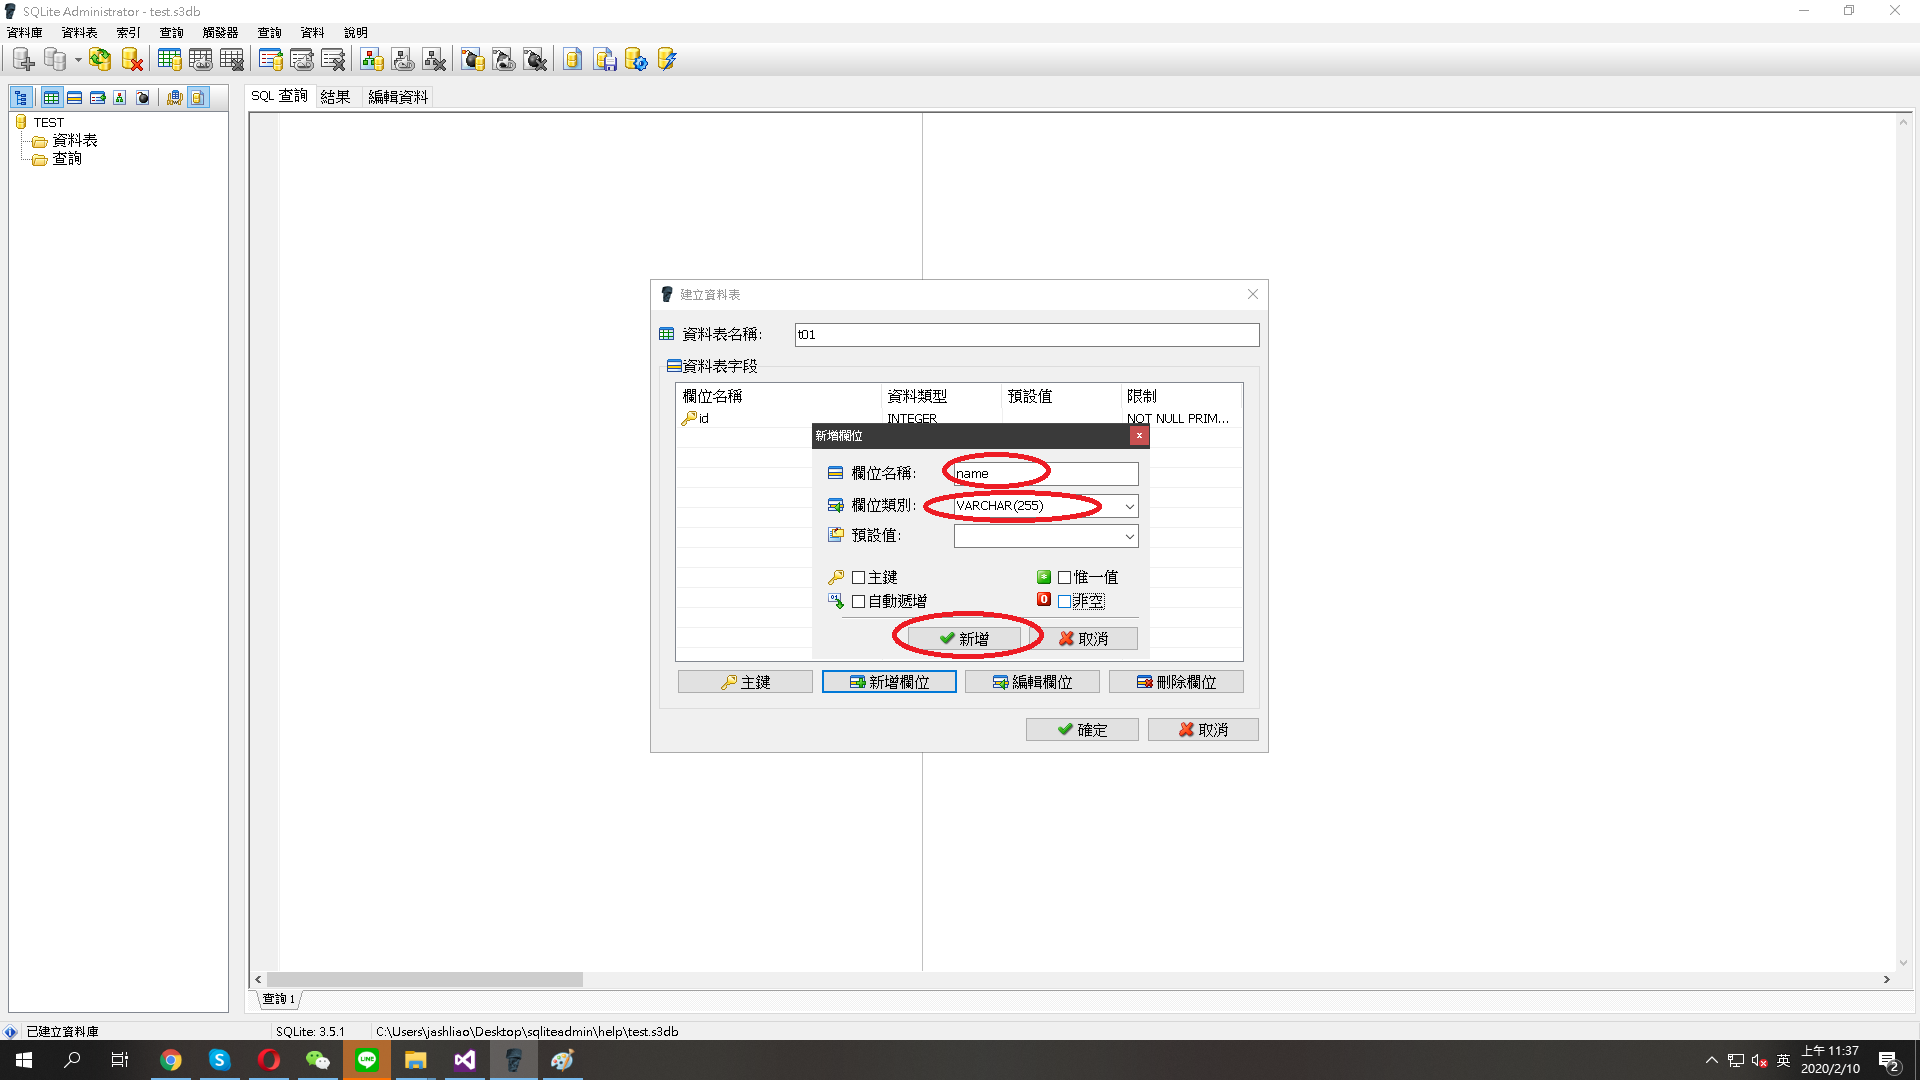 SQLite Administrator - test.s3db
資料庫 資料表 索引 查詢 觸發器 查詢 資料 說明
SQL 查詢 結果 編輯資料
TEST
資料表
查詢
建立資料表
資料表名稱: t01
資料表字段
欄位名稱 資料類型 預設值 限制
id INTEGER NOT NULL PRIM...
新增欄位
欄位名稱: name
欄位類別: VARCHAR(255)
預設值:
主鍵 惟一值
自動遞增 非空
新增 取消
主鍵 新增欄位 編輯欄位 刪除欄位
確定 取消
查詢 1
已建立資料庫 SQLite: 3.5.1 C:\Users\jashliao\Desktop\sqliteadmin\help\test.s3db
英 上午 11:37
2020/2/10
2
LINE